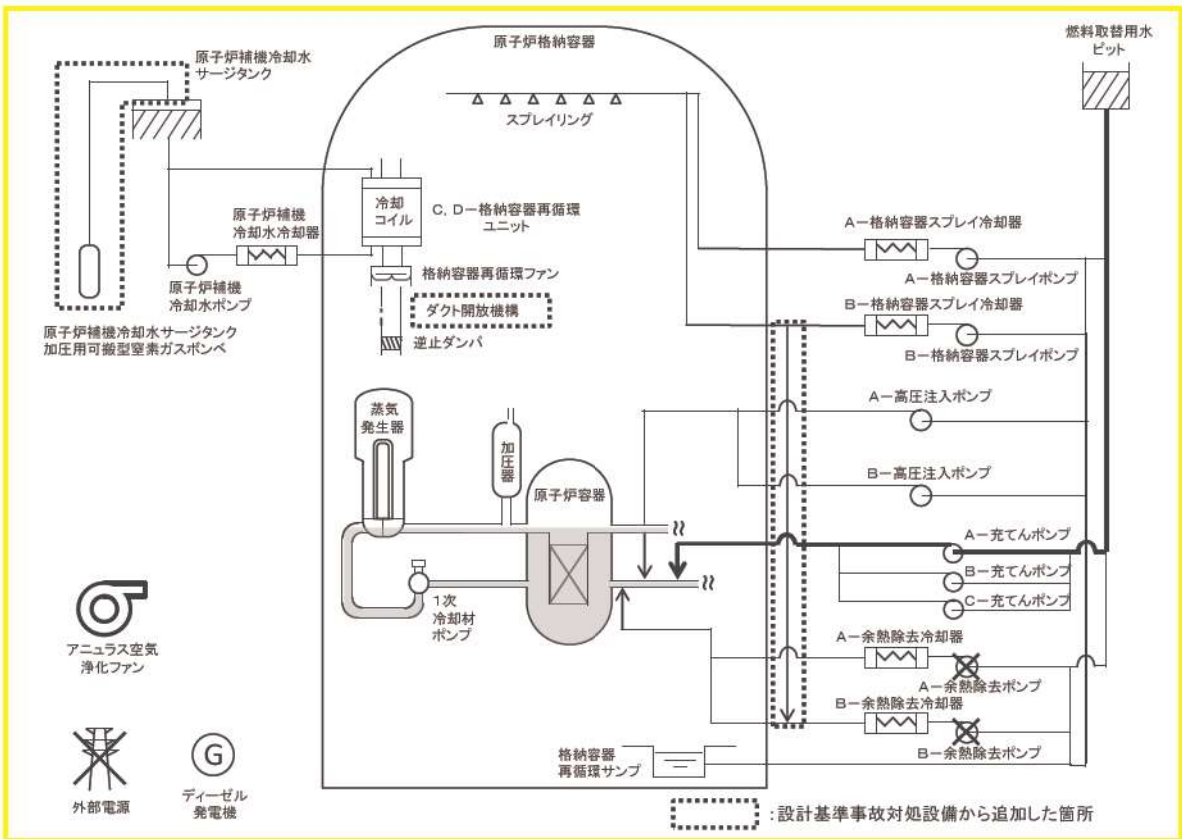 原子炉補機冷却水
サージタンク
原子炉格納容器
燃料取替用水
ピット
スプレイリング
冷却
コイル
C, D－格納容器再循環
ユニット
原子炉補機
冷却水冷却器
A－格納容器スプレイ冷却器
格納容器再循環ファン
A－格納容器スプレイポンプ
原子炉補機
冷却水ポンプ
ダクト開放機構
B－格納容器スプレイ冷却器
原子炉補機冷却水サージタンク
加圧用可搬型窒素ガスボンベ
逆止ダンパ
B－格納容器スプレイポンプ
A－高圧注入ポンプ
蒸気
発生器
加圧器
B－高圧注入ポンプ
原子炉容器
A－充てんポンプ
B－充てんポンプ
C－充てんポンプ
1次
冷却材
ポンプ
A－余熱除去冷却器
アニュラス空気
浄化ファン
A－余熱除去ポンプ
B－余熱除去冷却器
格納容器
再循環サンプ
B－余熱除去ポンプ
外部電源
G
ディーゼル
発電機
：設計基準事故対処設備から追加した箇所